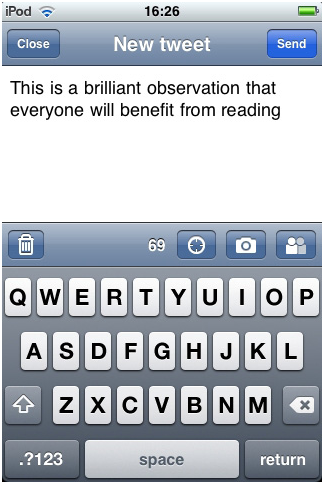 iPod 16:26
Close New tweet Send
This is a brilliant observation that
everyone will benefit from reading
69
Q W E R T Y U I O P
A S D F G H J K L
Z X C V B N M
.?123 space return